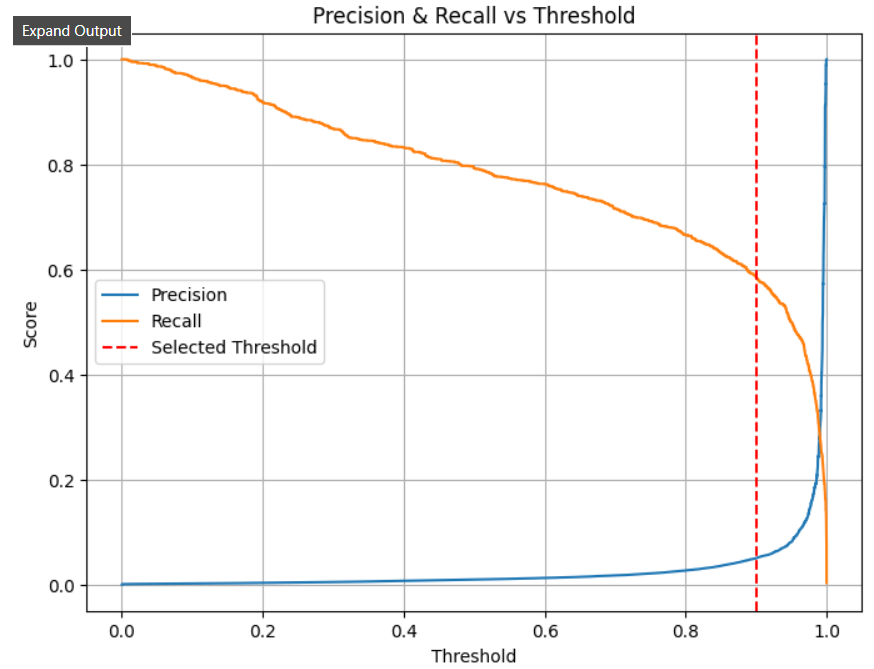 Precision & Recall vs Threshold
Expand Output
1.0
0.8
0.6
0.4
0.2
0.0
Score
Precision
Recall
Selected Threshold
0.0
0.2
0.4
0.6
0.8
1.0
Threshold